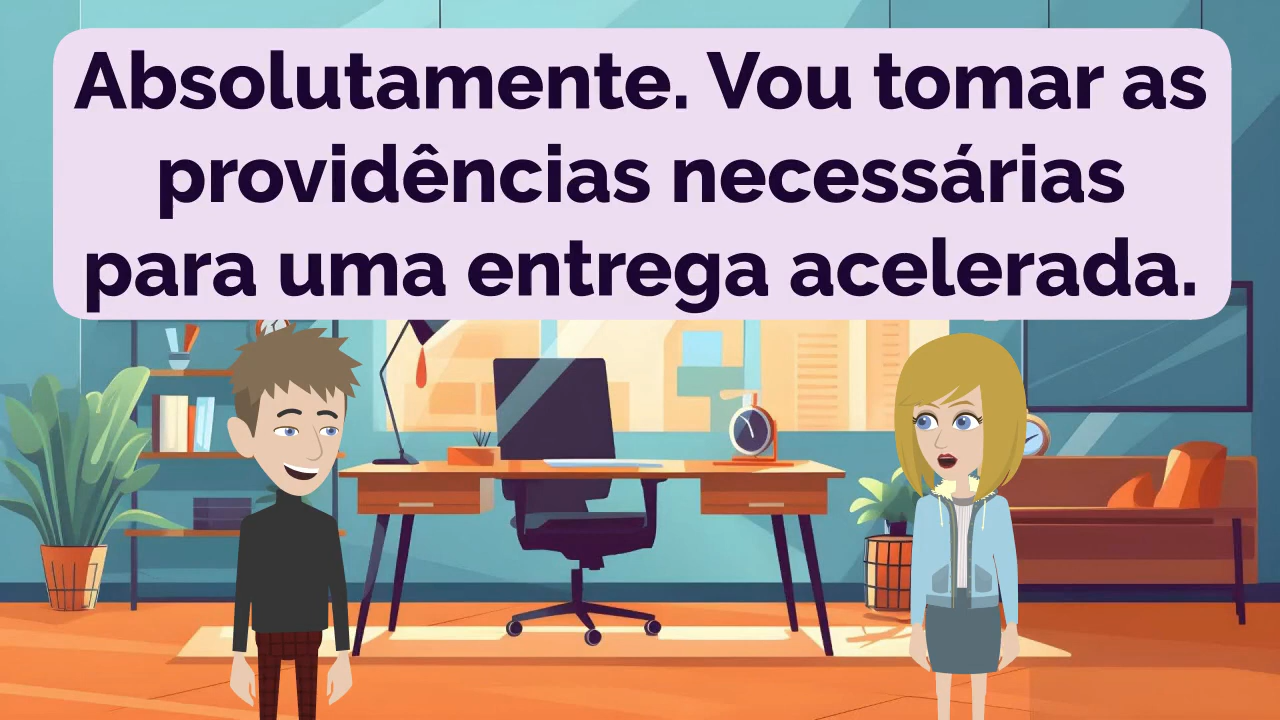 Absolutamente. Vou tomar as
providências necessárias
para uma entrega acelerada.